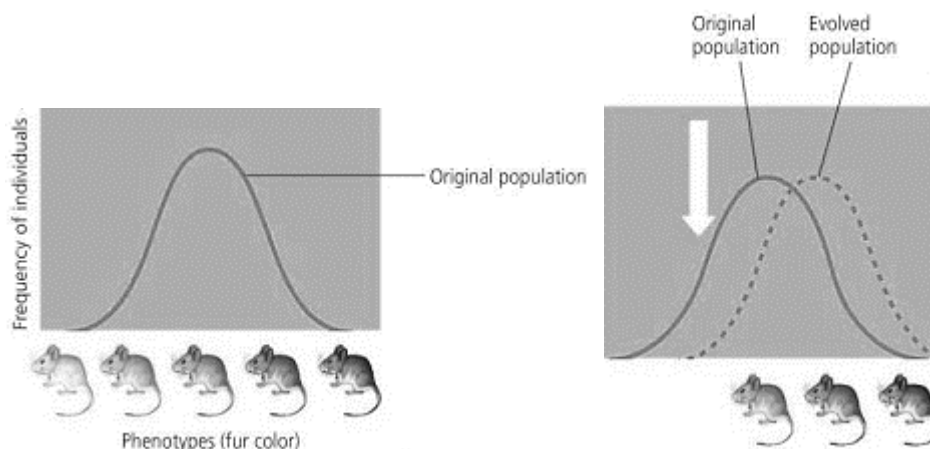 Frequency of individuals
Original population
Phenotypes (fur color)
Original
population
Evolved
population